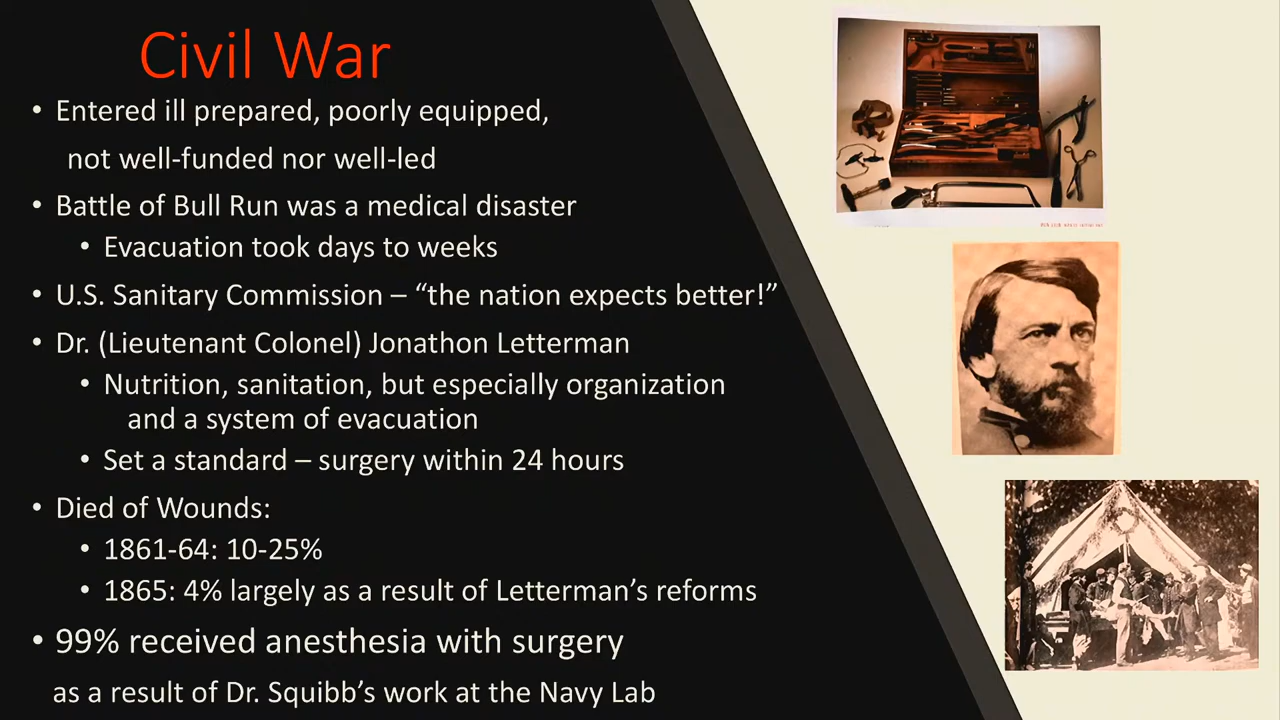 Civil War
• Entered ill prepared, poorly equipped,
not well-funded nor well-led
• Battle of Bull Run was a medical disaster
• Evacuation took days to weeks
• U.S. Sanitary Commission – “the nation expects better!”
• Dr. (Lieutenant Colonel) Jonathon Letterman
• Nutrition, sanitation, but especially organization
and a system of evacuation
• Set a standard – surgery within 24 hours
• Died of Wounds:
• 1861-64: 10-25%
• 1865: 4% largely as a result of Letterman’s reforms
• 99% received anesthesia with surgery
as a result of Dr. Squibb’s work at the Navy Lab